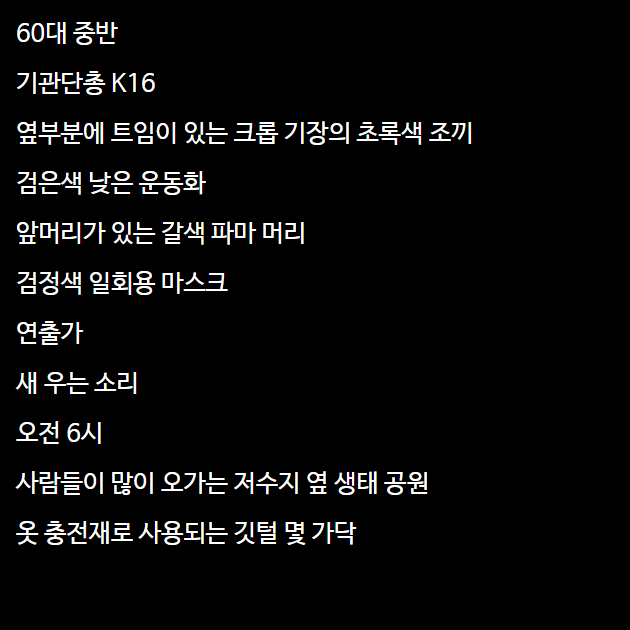 60대 중반
기관단총 K16
옆부분에 트임이 있는 크롭 기장의 초록색 조끼
검은색 낮은 운동화
앞머리가 있는 갈색 파마 머리
검정색 일회용 마스크
연출가
새 우는 소리
오전 6시
사람들이 많이 오가는 저수지 옆 생태 공원
옷 충전재로 사용되는 깃털 몇 가닥